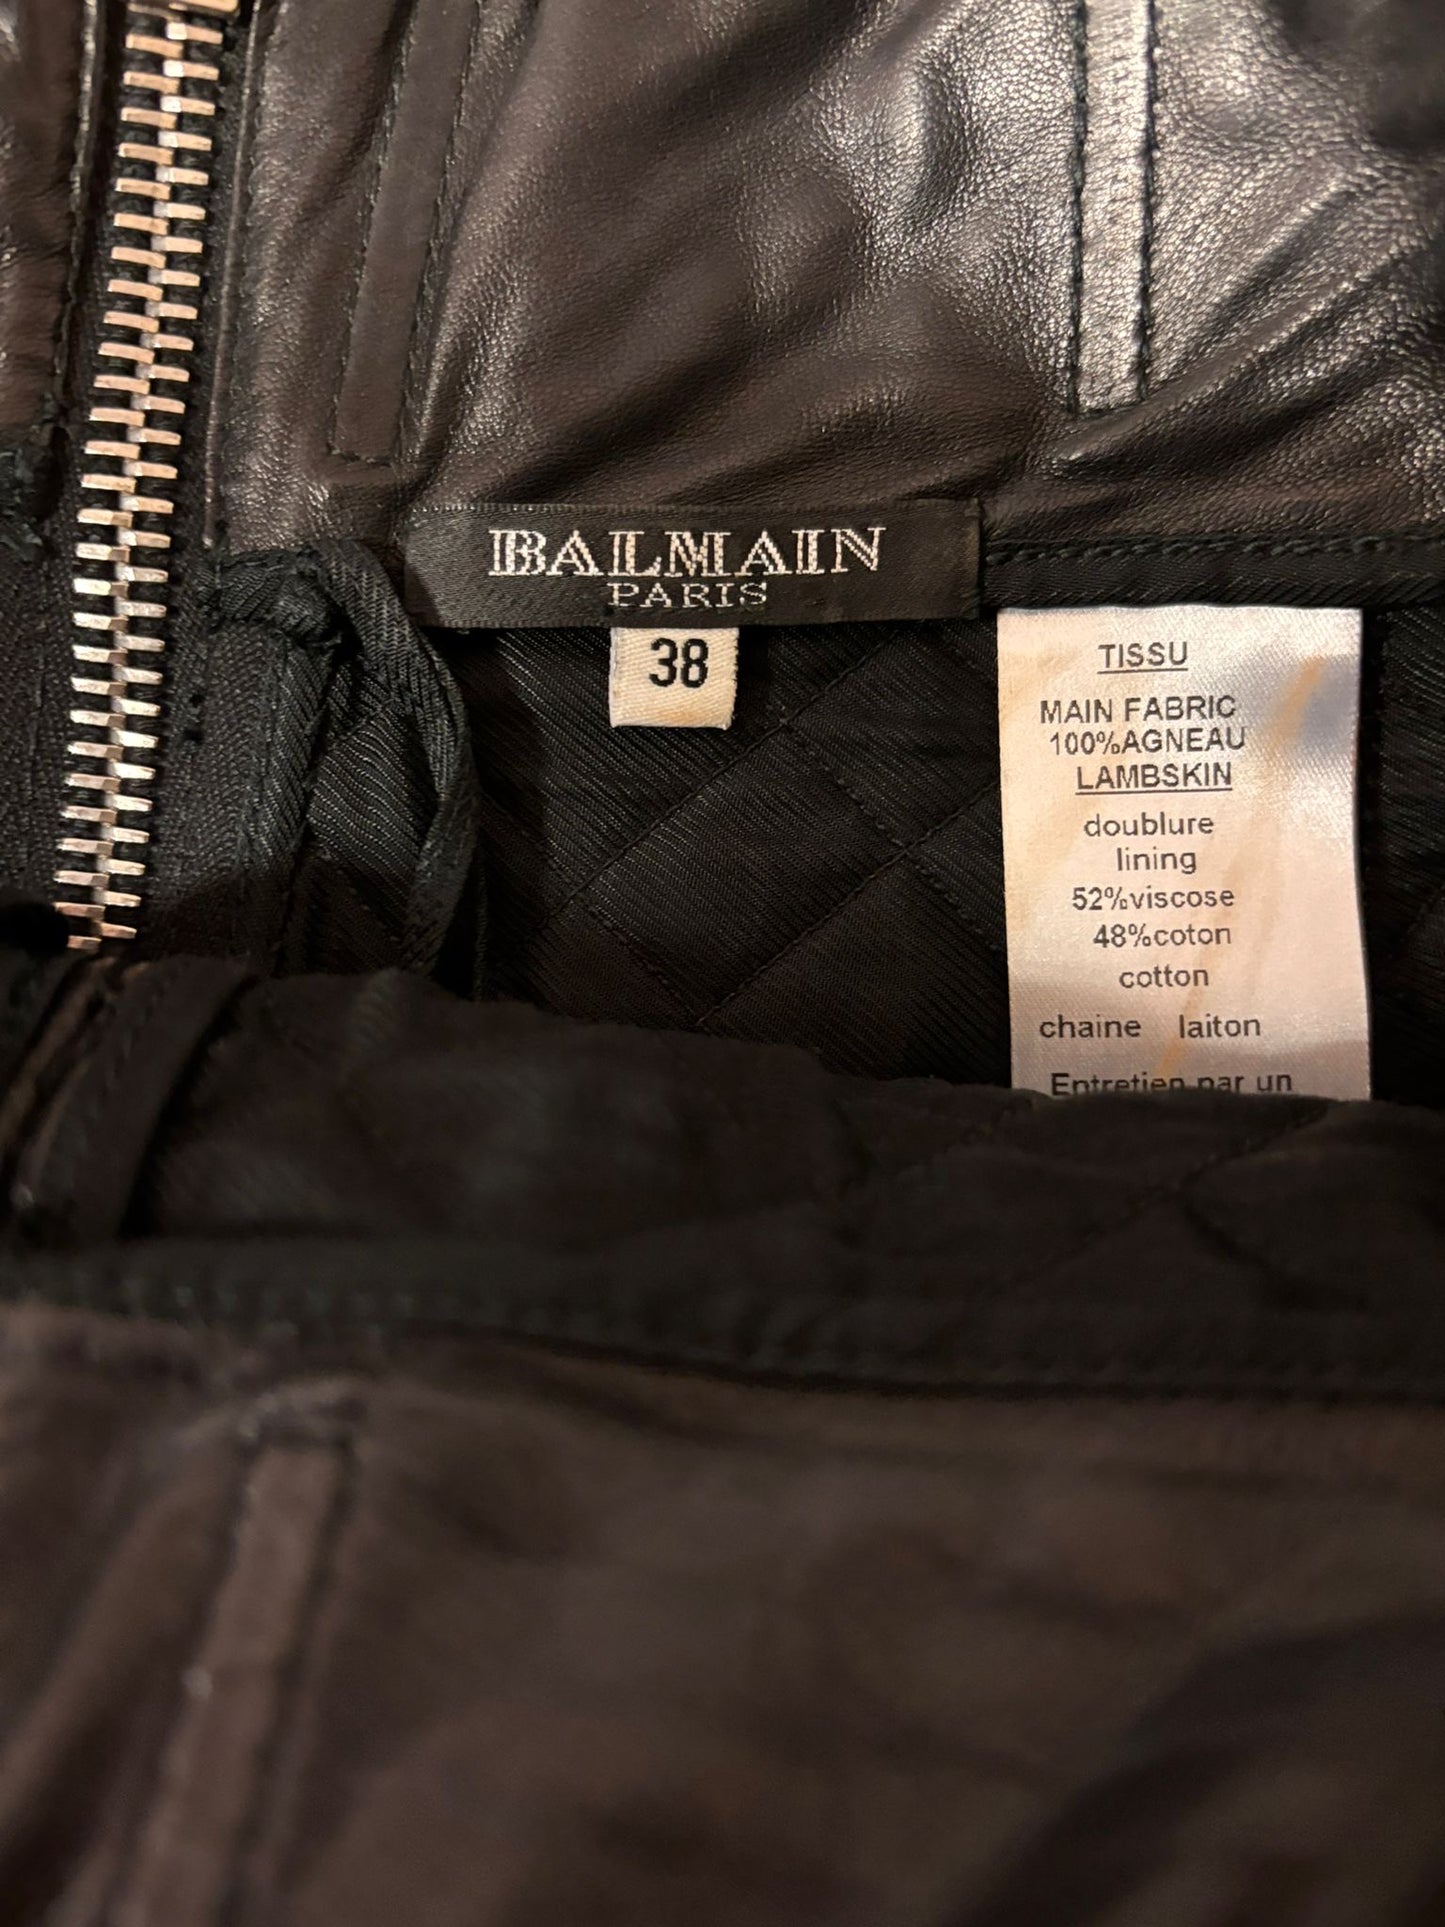 BALMAIN
PARIS
38
TISSU
MAIN FABRIC
100%AGNEAU
LAMBSKIN
doublure
lining
52%viscose
48%coton
cotton
chaine laiton
Entretien par un